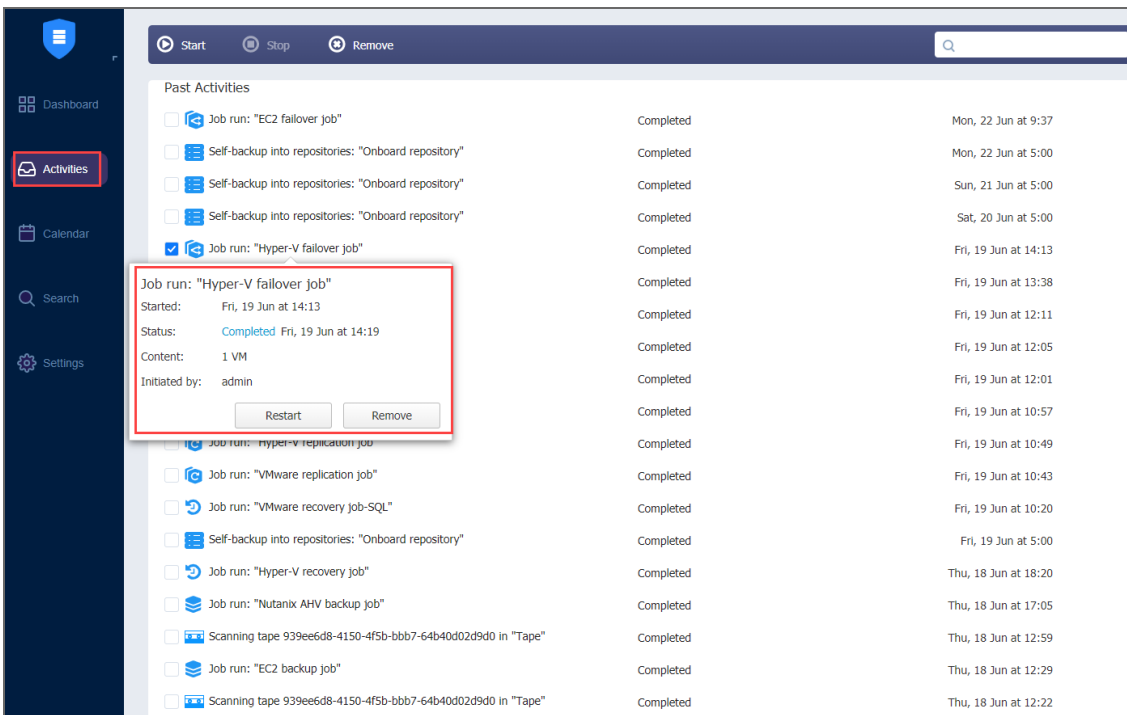 Start Stop Remove
Dashboard
Activities
Calendar
Search
Settings
Past Activities
Job run: "EC2 failover job" Completed Mon, 22 Jun at 9:37
Self-backup into repositories: "Onboard repository" Completed Mon, 22 Jun at 5:00
Self-backup into repositories: "Onboard repository" Completed Sun, 21 Jun at 5:00
Self-backup into repositories: "Onboard repository" Completed Sat, 20 Jun at 5:00
Job run: "Hyper-V failover job" Completed Fri, 19 Jun at 14:13
Job run: "Hyper-V failover job"
Started: Fri, 19 Jun at 14:13
Status: Completed Fri, 19 Jun at 14:19
Content: 1 VM
Initiated by: admin
Restart Remove
Completed Fri, 19 Jun at 13:38
Completed Fri, 19 Jun at 12:11
Completed Fri, 19 Jun at 12:05
Completed Fri, 19 Jun at 12:01
Completed Fri, 19 Jun at 10:57
Job run: "Hyper-V replication job" Completed Fri, 19 Jun at 10:49
Job run: "VMware replication job" Completed Fri, 19 Jun at 10:43
Job run: "VMware recovery job-SQL" Completed Fri, 19 Jun at 10:20
Self-backup into repositories: "Onboard repository" Completed Fri, 19 Jun at 5:00
Job run: "Hyper-V recovery job" Completed Thu, 18 Jun at 18:20
Job run: "Nutanix AHV backup job" Completed Thu, 18 Jun at 17:05
Scanning tape 939ee6d8-4150-4f5b-bbb7-64b40d02d9d0 in "Tape" Completed Thu, 18 Jun at 12:59
Job run: "EC2 backup job" Completed Thu, 18 Jun at 12:29
Scanning tape 939ee6d8-4150-4f5b-bbb7-64b40d02d9d0 in "Tape" Completed Thu, 18 Jun at 12:22